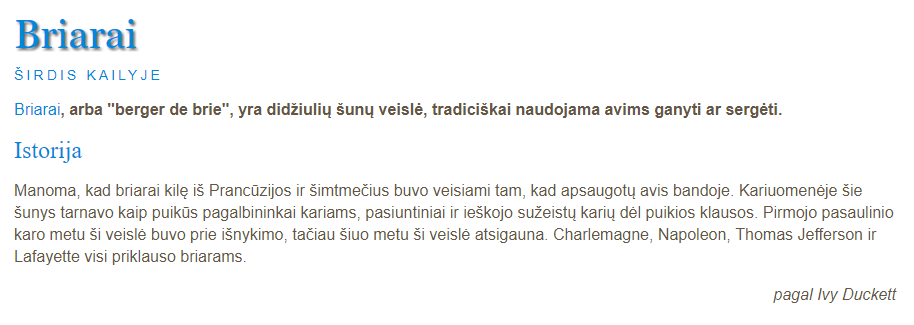 Briarai
ŠIRDIS KAILYJE
Briarai, arba "berger de brie", yra didžiulių šunų veislė, tradiciškai naudojama avims ganyti ar sergėti.
Istorija
Manoma, kad briarai kilę iš Prancūzijos ir šimtmečius buvo veisiami tam, kad apsaugotų avis bandoje. Kariuomenėje šie
šunys tarnavo kaip puikūs pagalbininkai kariams, pasiuntiniai ir ieškojo sužeistų karių dėl puikios klausos. Pirmojo pasaulinio
karo metu ši veislė buvo prie išnykimo, tačiau šiuo metu ši veislė atsigauna. Charlemagne, Napoleon, Thomas Jefferson ir
Lafayette visi priklauso briarams.
pagal Ivy Duckett